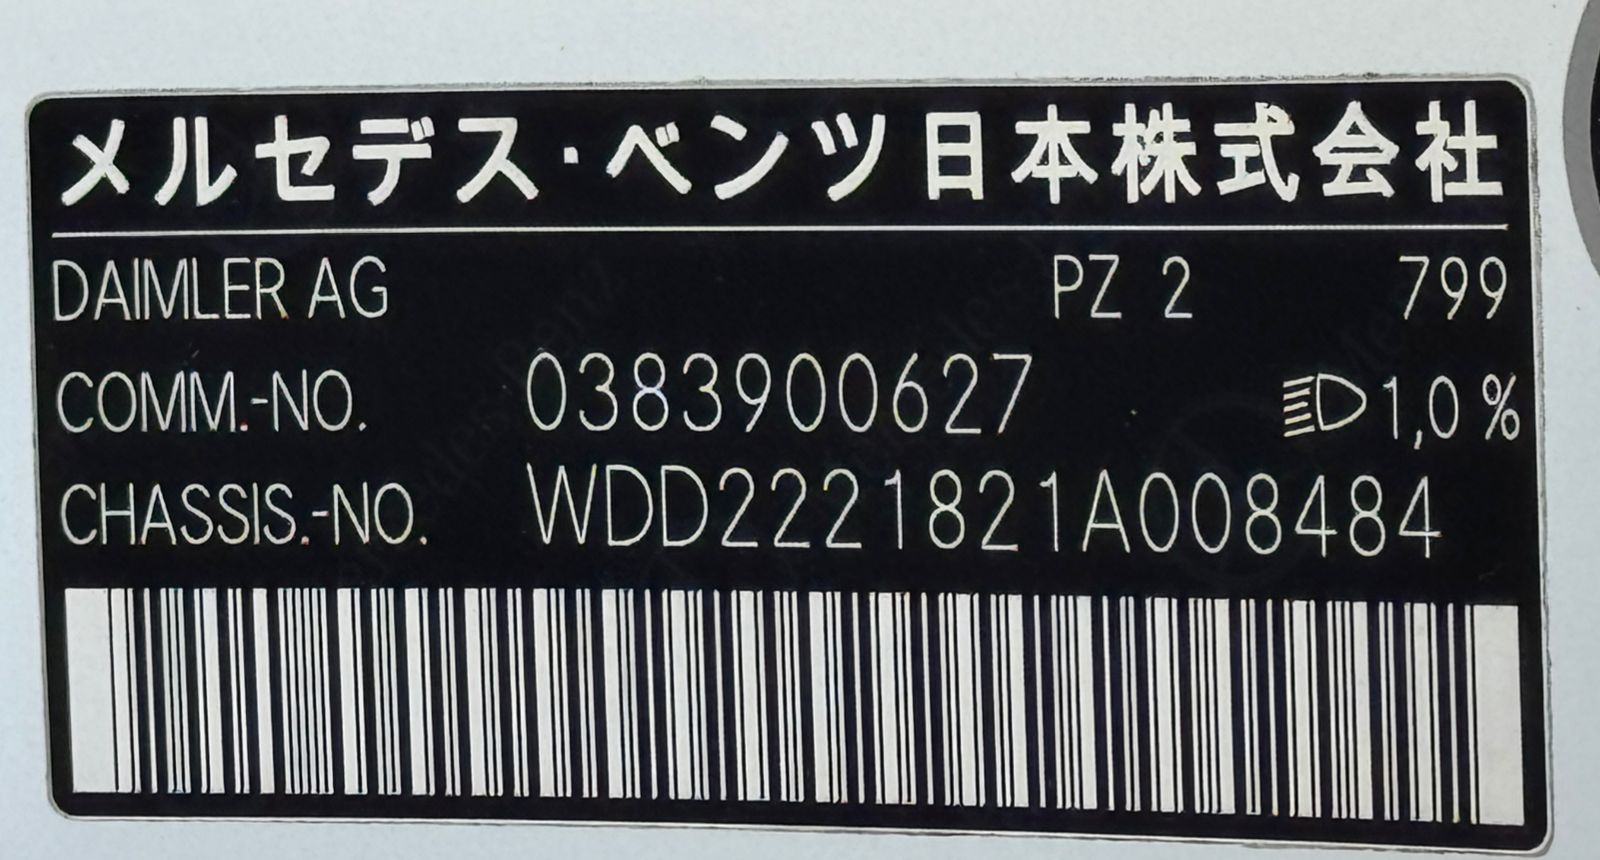 メルセデス・ベンツ日本株式会社
DAIMLER AG PZ 2 799
COMM.-NO. 0383900627 1,0 %
CHASSIS.-NO. WDD2221821A008484